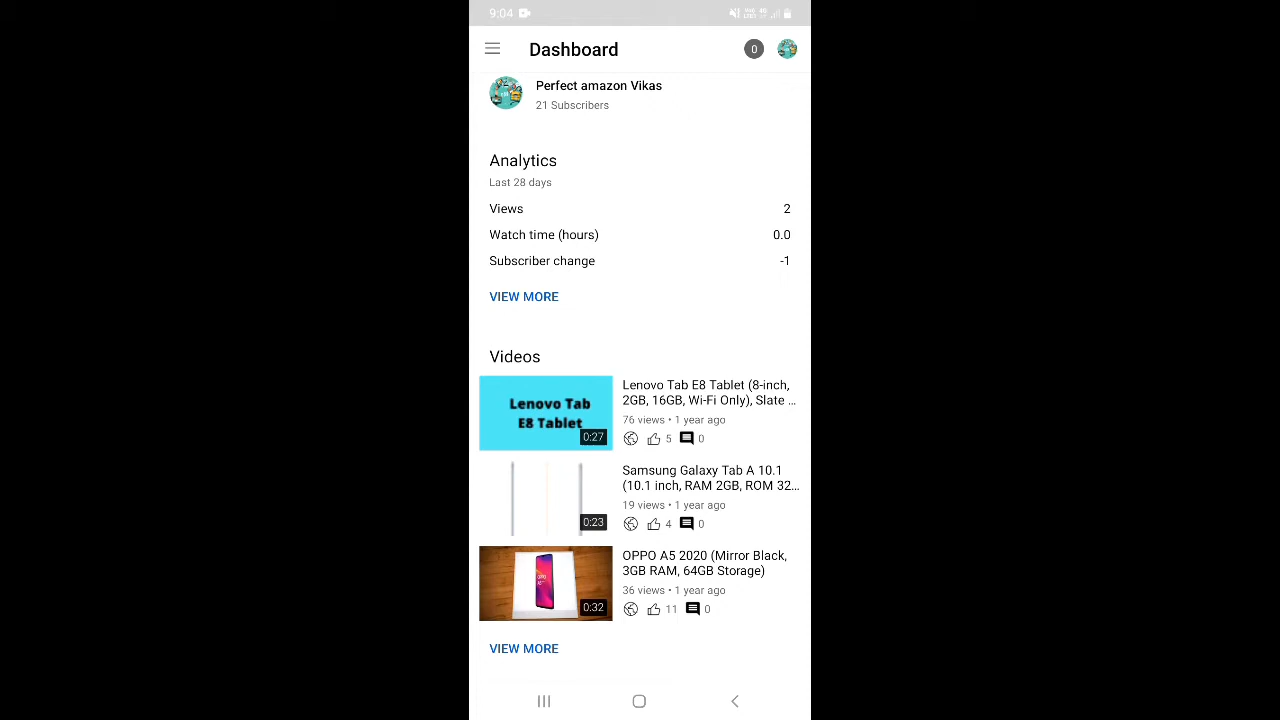 9:04
Dashboard
0
Perfect amazon Vikas
21 Subscribers
Analytics
Last 28 days
Views 2
Watch time (hours) 0.0
Subscriber change -1
VIEW MORE
Videos
Lenovo Tab
E8 Tablet
0:27
Lenovo Tab E8 Tablet (8-inch,
2GB, 16GB, Wi-Fi Only), Slate ...
76 views • 1 year ago
5 0
0:23
Samsung Galaxy Tab A 10.1
(10.1 inch, RAM 2GB, ROM 32...
19 views • 1 year ago
4 0
0:32
OPPO A5 2020 (Mirror Black,
3GB RAM, 64GB Storage)
36 views • 1 year ago
11 0
VIEW MORE